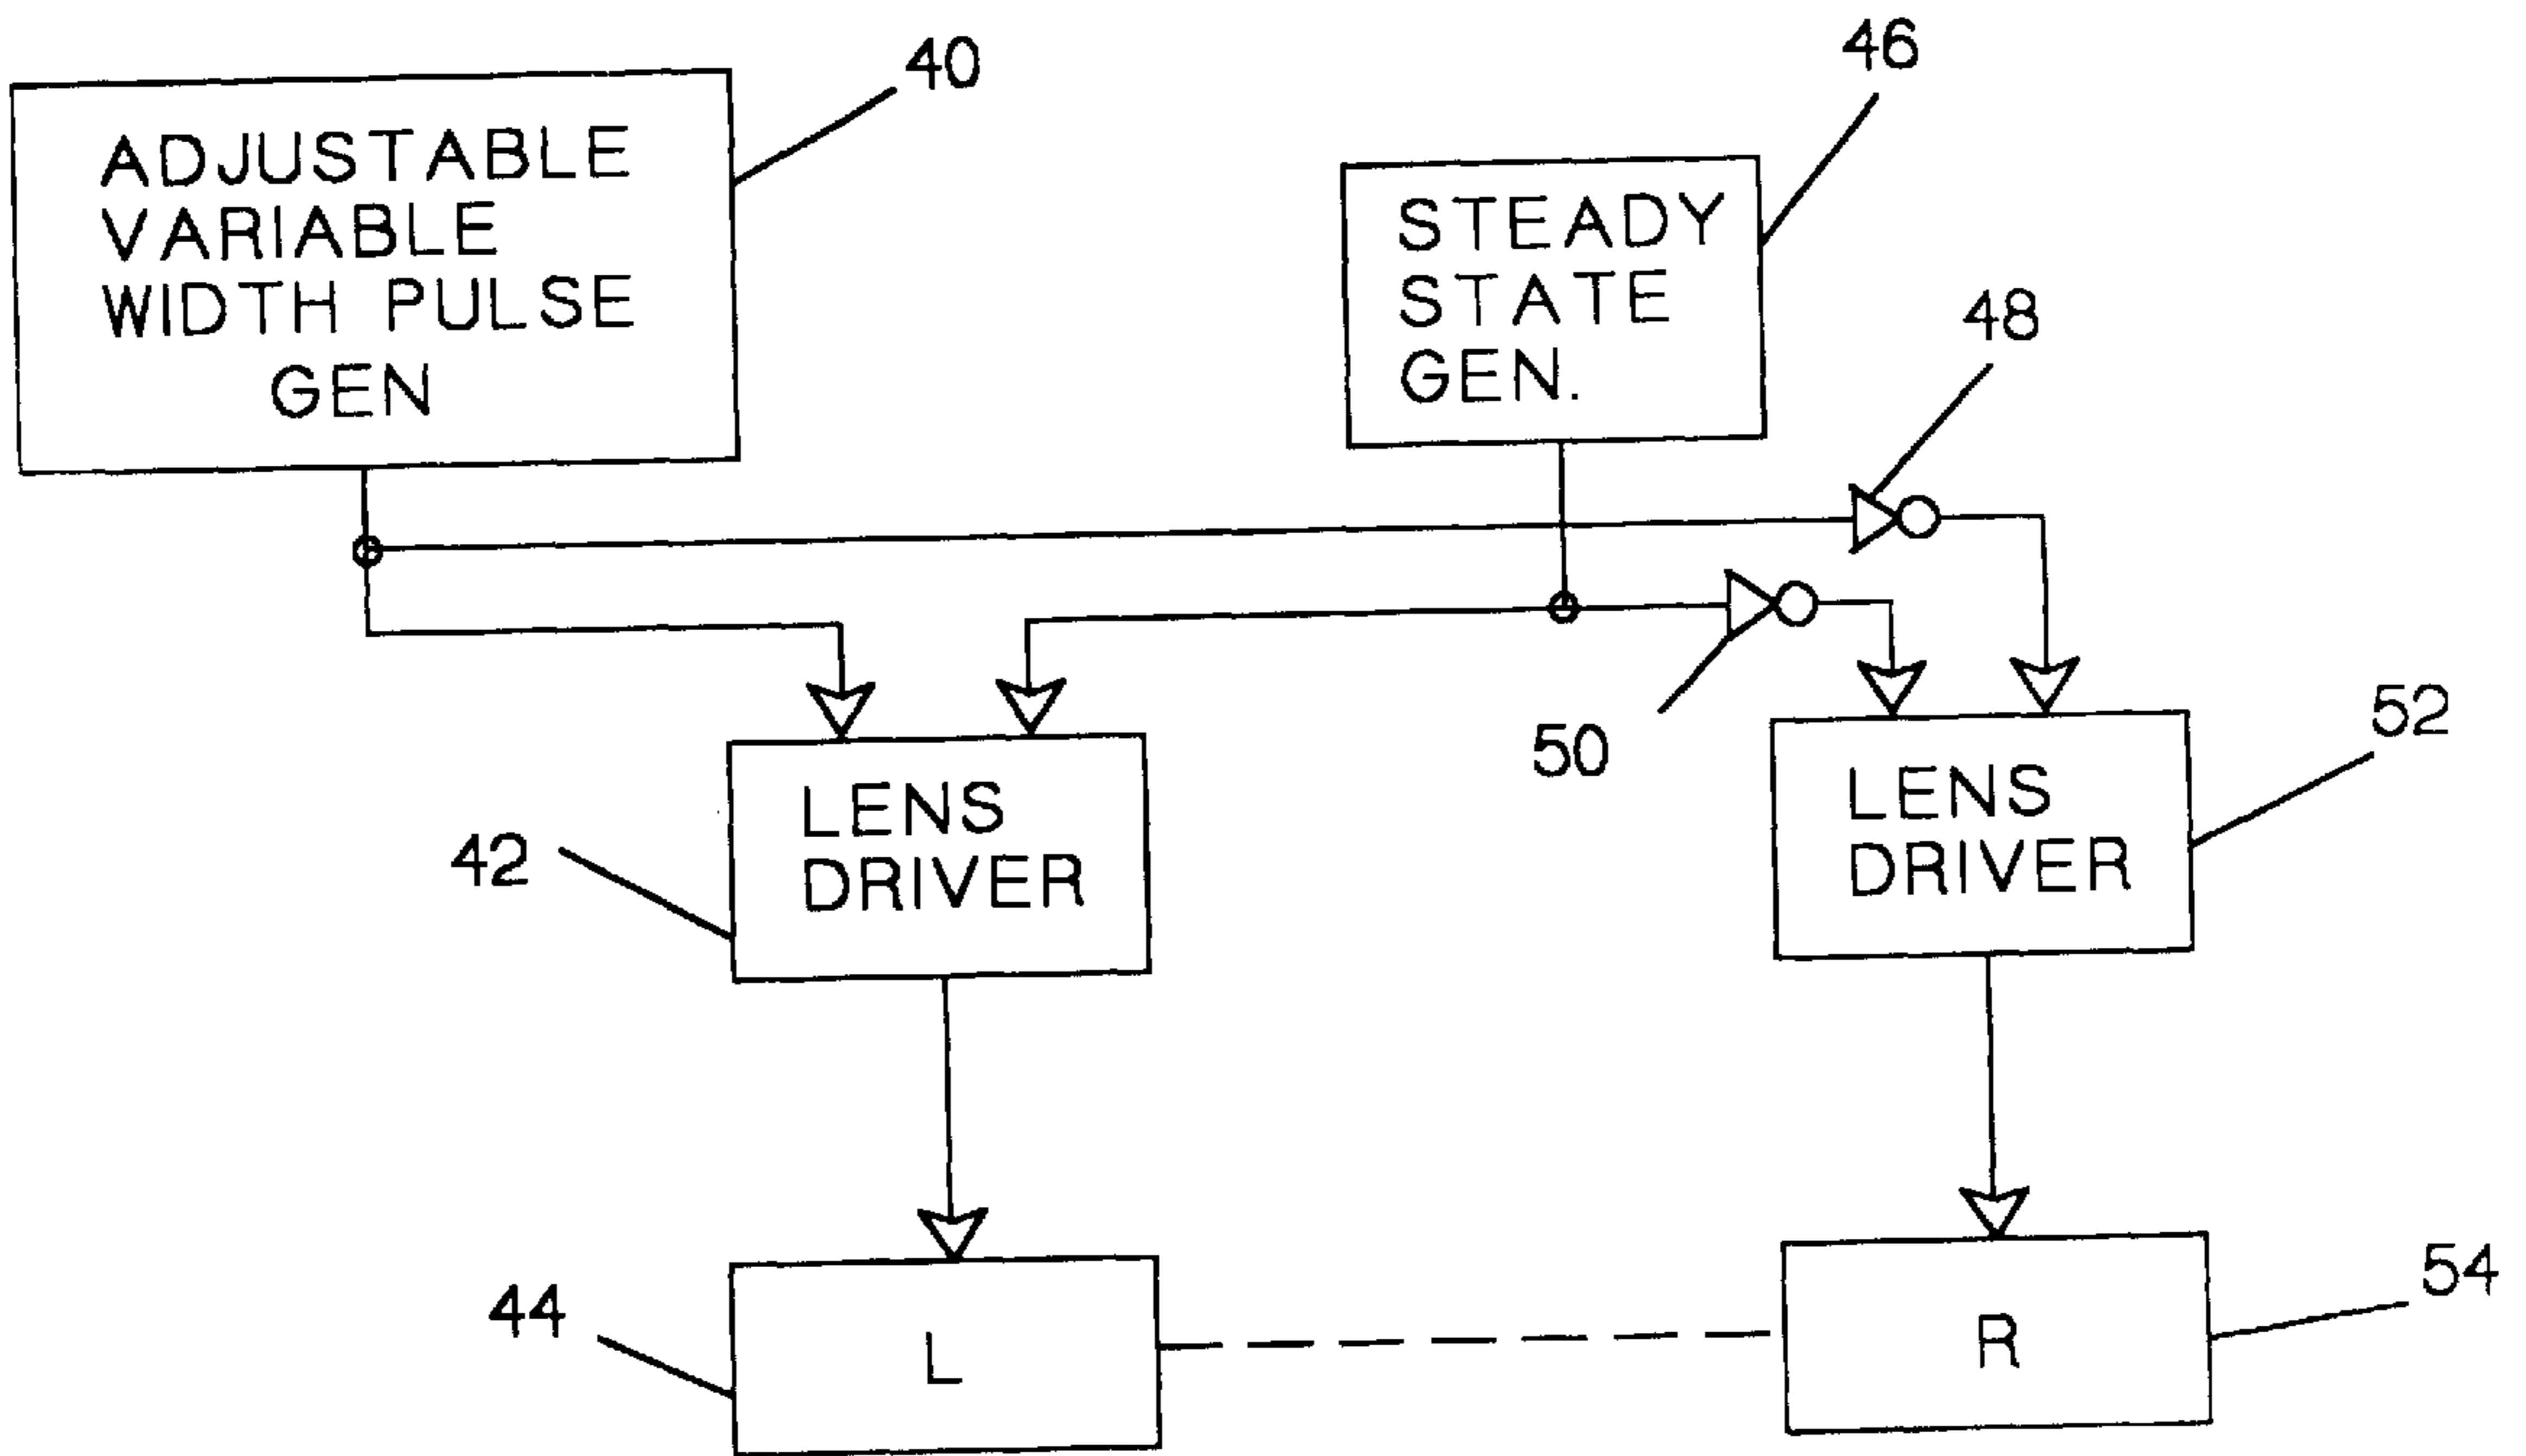 40
46
ADJUSTABLE
VARIABLE
WIDTH PULSE
GEN
STEADY
STATE
GEN.
48
50
52
42
LENS
DRIVER
LENS
DRIVER
44
L
54
R